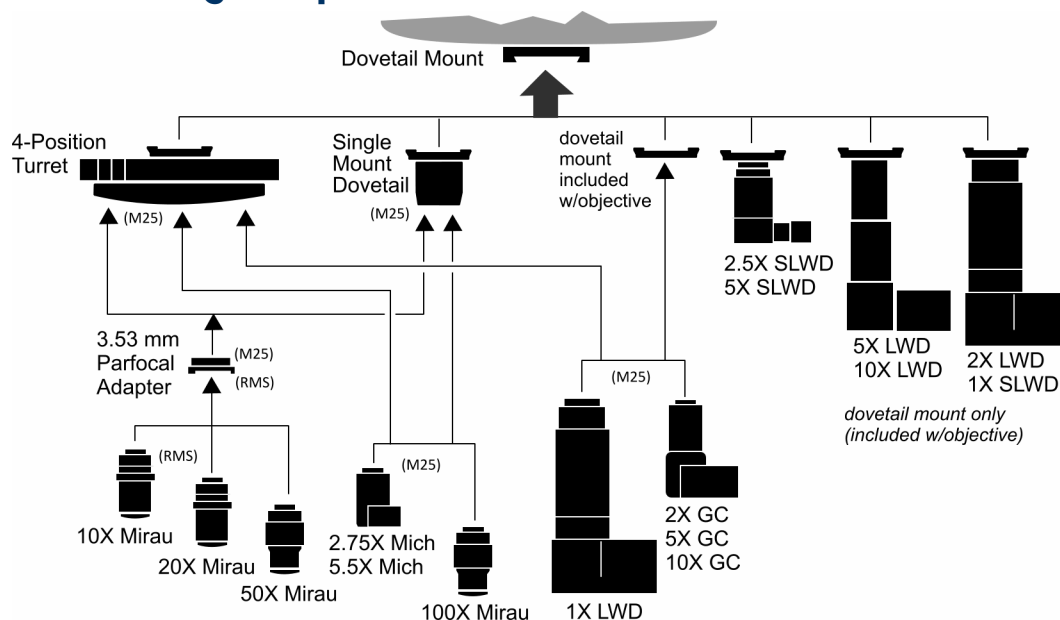 Dovetail Mount
4-Position
Turret
(M25)
Single
Mount
Dovetail
(M25)
dovetail
mount
included
w/objective
2.5X SLWD
5X SLWD
5X LWD
10X LWD
2X LWD
1X SLWD
dovetail mount only
(included w/objective)
3.53 mm
Parfocal
Adapter
(M25)
(RMS)
(RMS)
10X Mirau
20X Mirau
50X Mirau
(M25)
2.75X Mich
5.5X Mich
100X Mirau
(M25)
1X LWD
2X GC
5X GC
10X GC